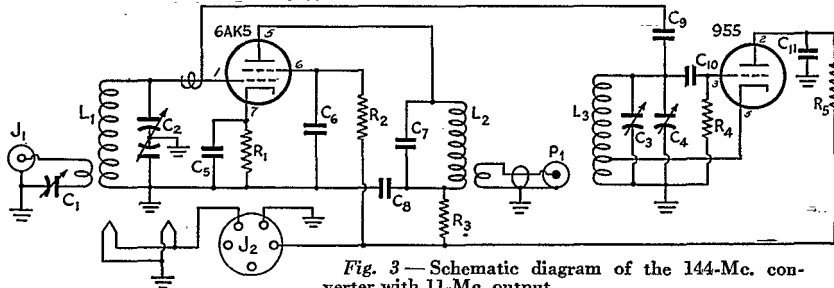 C9
6AK5
5
955
2
C10
C11
6
1
3
L1
C2
7
C6
R2
C7
L2
L3
C3
C4
R4
5
R5
J1
C5
R1
P1
C1
C8
R3
J2
Fig. 3 — Schematic diagram of the 144-Mc. con-
verter with 11-Mc. output